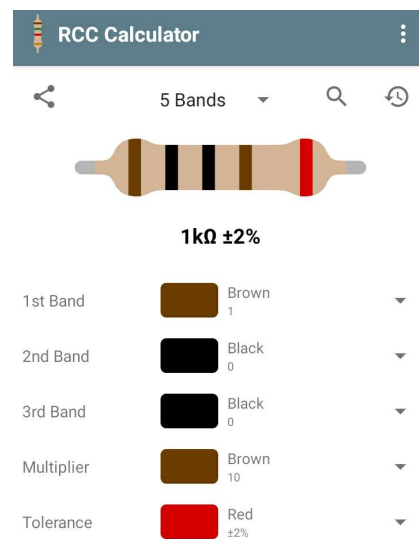 RCC Calculator
5 Bands
1kΩ ±2%
1st Band Brown
1
2nd Band Black
0
3rd Band Black
0
Multiplier Brown
10
Tolerance Red
±2%